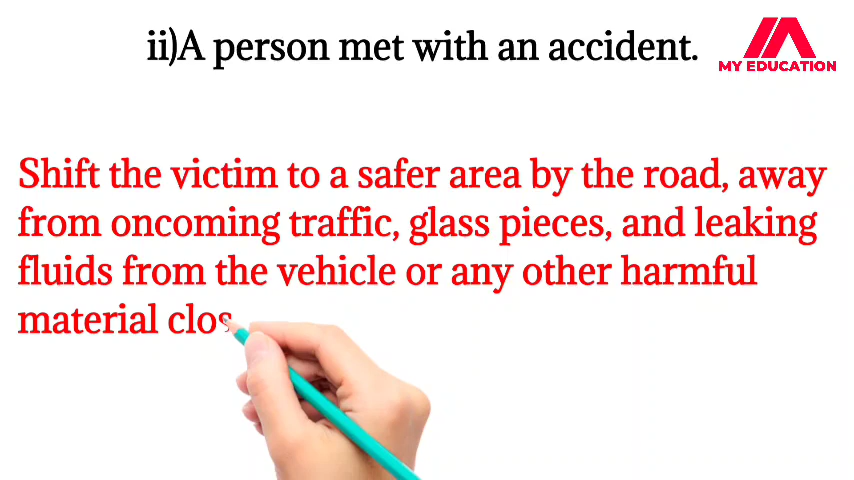 ii)A person met with an accident.
MY EDUCATION
Shift the victim to a safer area by the road, away
from oncoming traffic, glass pieces, and leaking
fluids from the vehicle or any other harmful
material clos